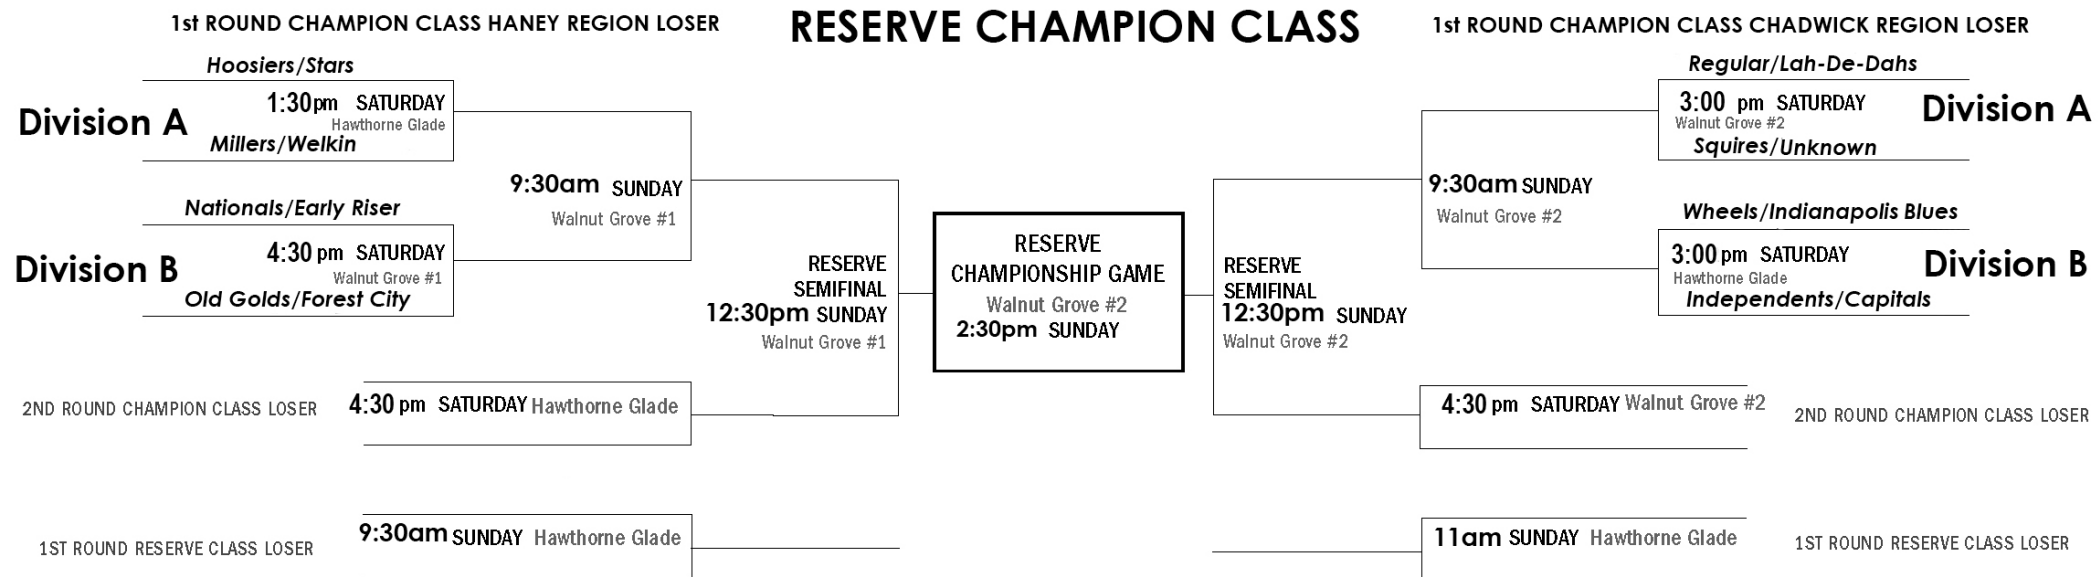 RESERVE CHAMPION CLASS
1st ROUND CHAMPION CLASS HANEY REGION LOSER
Hoosiers/Stars
Division A
1:30pm SATURDAY
Hawthorne Glade
Millers/Welkin
Nationals/Early Riser
Division B
4:30 pm SATURDAY
Walnut Grove #1
Old Golds/Forest City
9:30am SUNDAY
Walnut Grove #1
RESERVE
SEMIFINAL
12:30pm SUNDAY
Walnut Grove #1
2ND ROUND CHAMPION CLASS LOSER
4:30 pm SATURDAY Hawthorne Glade
1ST ROUND RESERVE CLASS LOSER
9:30am SUNDAY Hawthorne Glade
RESERVE
CHAMPIONSHIP GAME
Walnut Grove #2
2:30pm SUNDAY
1st ROUND CHAMPION CLASS CHADWICK REGION LOSER
Regular/Lah-De-Dahs
3:00 pm SATURDAY
Walnut Grove #2
Division A
Squires/Unknown
Wheels/Indianapolis Blues
3:00 pm SATURDAY
Hawthorne Glade
Division B
Independents/Capitals
9:30am SUNDAY
Walnut Grove #2
RESERVE
SEMIFINAL
12:30pm SUNDAY
Walnut Grove #2
4:30 pm SATURDAY Walnut Grove #2
2ND ROUND CHAMPION CLASS LOSER
11am SUNDAY Hawthorne Glade
1ST ROUND RESERVE CLASS LOSER